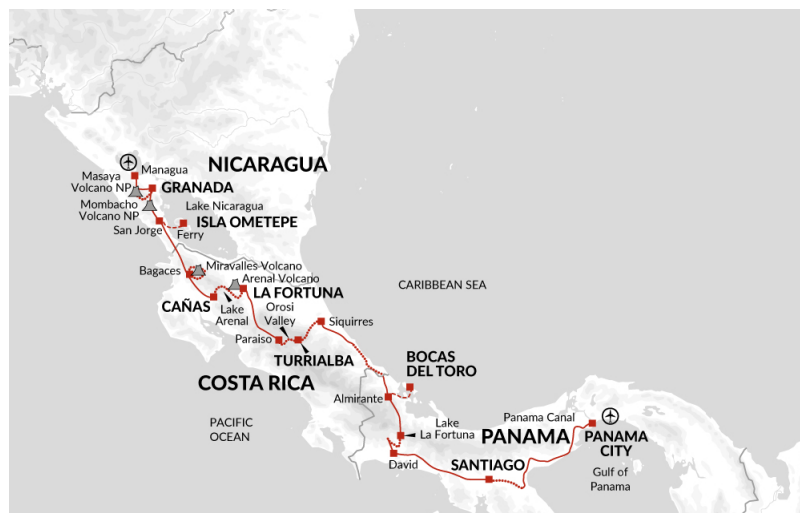 NICARAGUA
Managua
Masaya
Volcano NP
GRANADA
Mombacho
Volcano NP
Lake Nicaragua
ISLA OMETEPE
San Jorge
Ferry
Bagaces
Miravalles Volcano
Arenal Volcano
LA FORTUNA
CAÑAS
Lake
Arenal
Orosi
Valley
Siquirres
Paraiso
TURRIALBA
COSTA RICA
CARIBBEAN SEA
BOCAS
DEL TORO
Almirante
PACIFIC
OCEAN
Lake
La Fortuna
David
SANTIAGO
PANAMA
Panama Canal
PANAMA
CITY
Gulf of
Panama